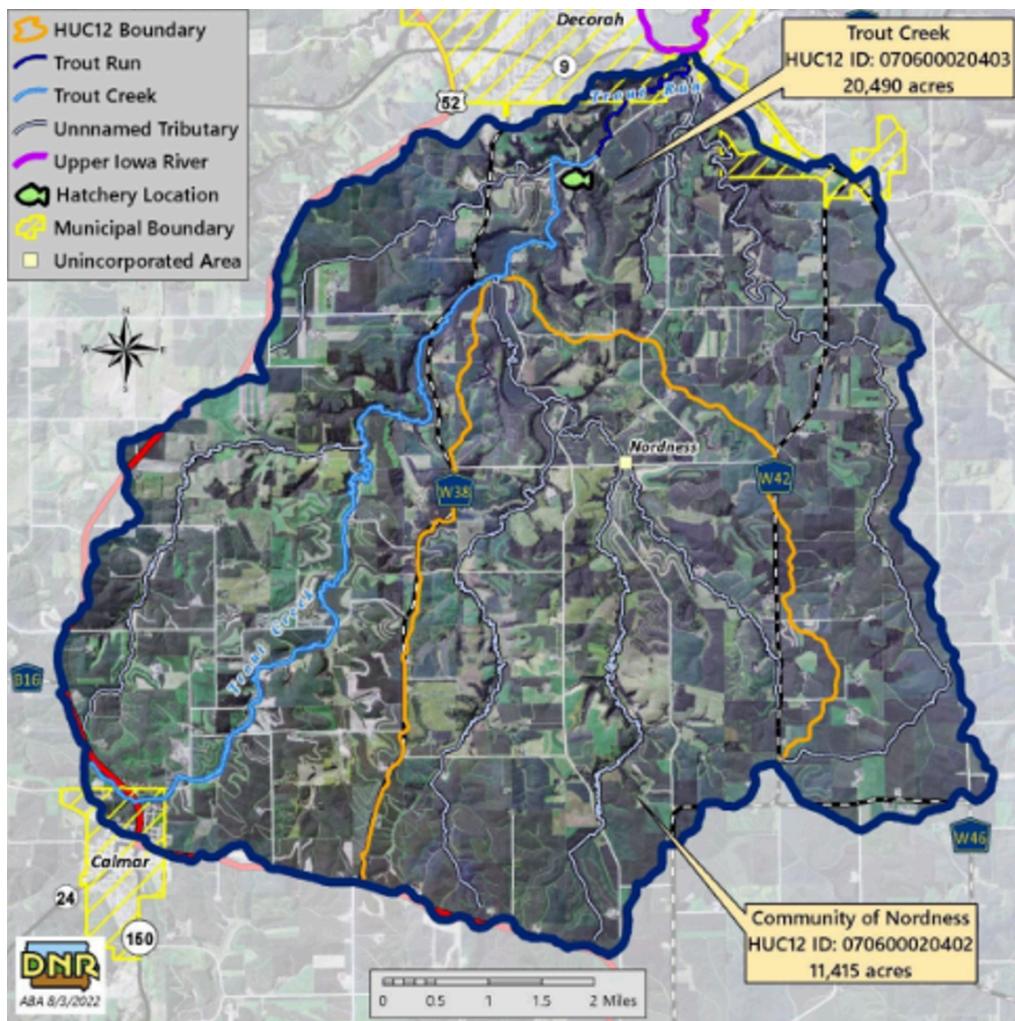 HUC12 Boundary
Trout Run
Trout Creek
Unnnamed Tributary
Upper Iowa River
Hatchery Location
Municipal Boundary
Unincorporated Area
Decorah
9
52
Trout Creek
HUC12 ID: 070600020403
20,490 acres
Trout Run
N
W
E
S
Nordness
W38
W42
Trout Creek
B16
Calmar
24
150
W46
Community of Nordness
HUC12 ID: 070600020402
11,415 acres
DNR
ABA 8/3/2022
0 0.5 1 1.5 2 Miles